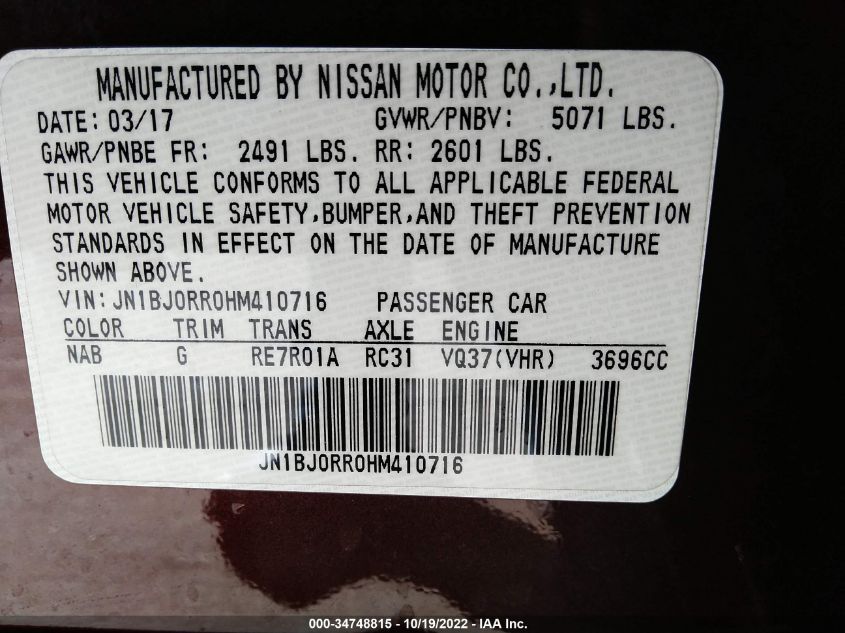 MANUFACTURED BY NISSAN MOTOR CO.,LTD.
DATE: 03/17 GVWR/PNBV: 5071 LBS.
GAWR/PNBE FR: 2491 LBS. RR: 2601 LBS.
THIS VEHICLE CONFORMS TO ALL APPLICABLE FEDERAL
MOTOR VEHICLE SAFETY,BUMPER,AND THEFT PREVENTION
STANDARDS IN EFFECT ON THE DATE OF MANUFACTURE
SHOWN ABOVE.
VIN: JN1BJ0RR0HM410716 PASSENGER CAR
COLOR TRIM TRANS AXLE ENGINE
NAB G RE7R01A RC31 VQ37(VHR) 3696CC
JN1BJ0RR0HM410716
000-34748815 - 10/19/2022 - IAA Inc.